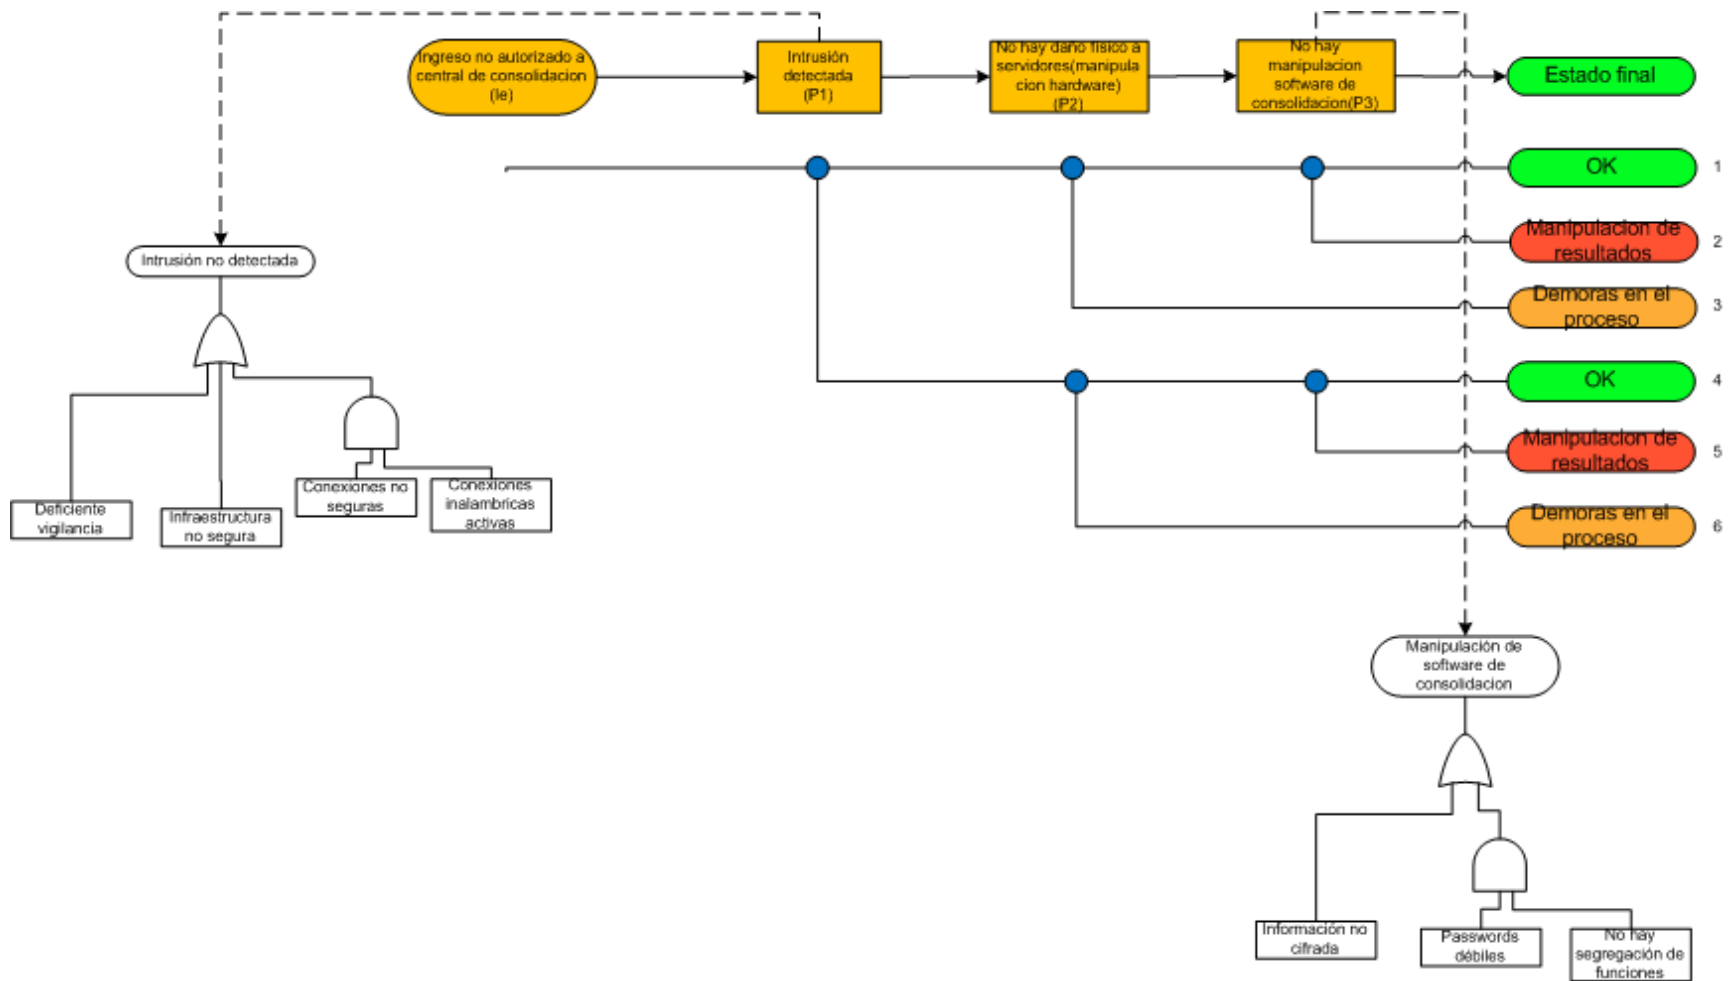 Ingreso no autorizado a
central de consolidacion
(Ie)
Intrusión
detectada
(P1)
No hay daño físico a
servidores(manipula
cion hardware)
(P2)
No hay
manipulacion
software de
consolidacion(P3)
Estado final
OK
1
Manipulacion de
resultados
2
Demoras en el
proceso
3
OK
4
Manipulacion de
resultados
5
Demoras en el
proceso
6
Intrusión no detectada
Deficiente
vigilancia
Infraestructura
no segura
Conexiones no
seguras
Conexiones
inalambricas
activas
Manipulación de
software de
consolidacion
Información no
cifrada
Passwords
débiles
No hay
segregación de
funciones